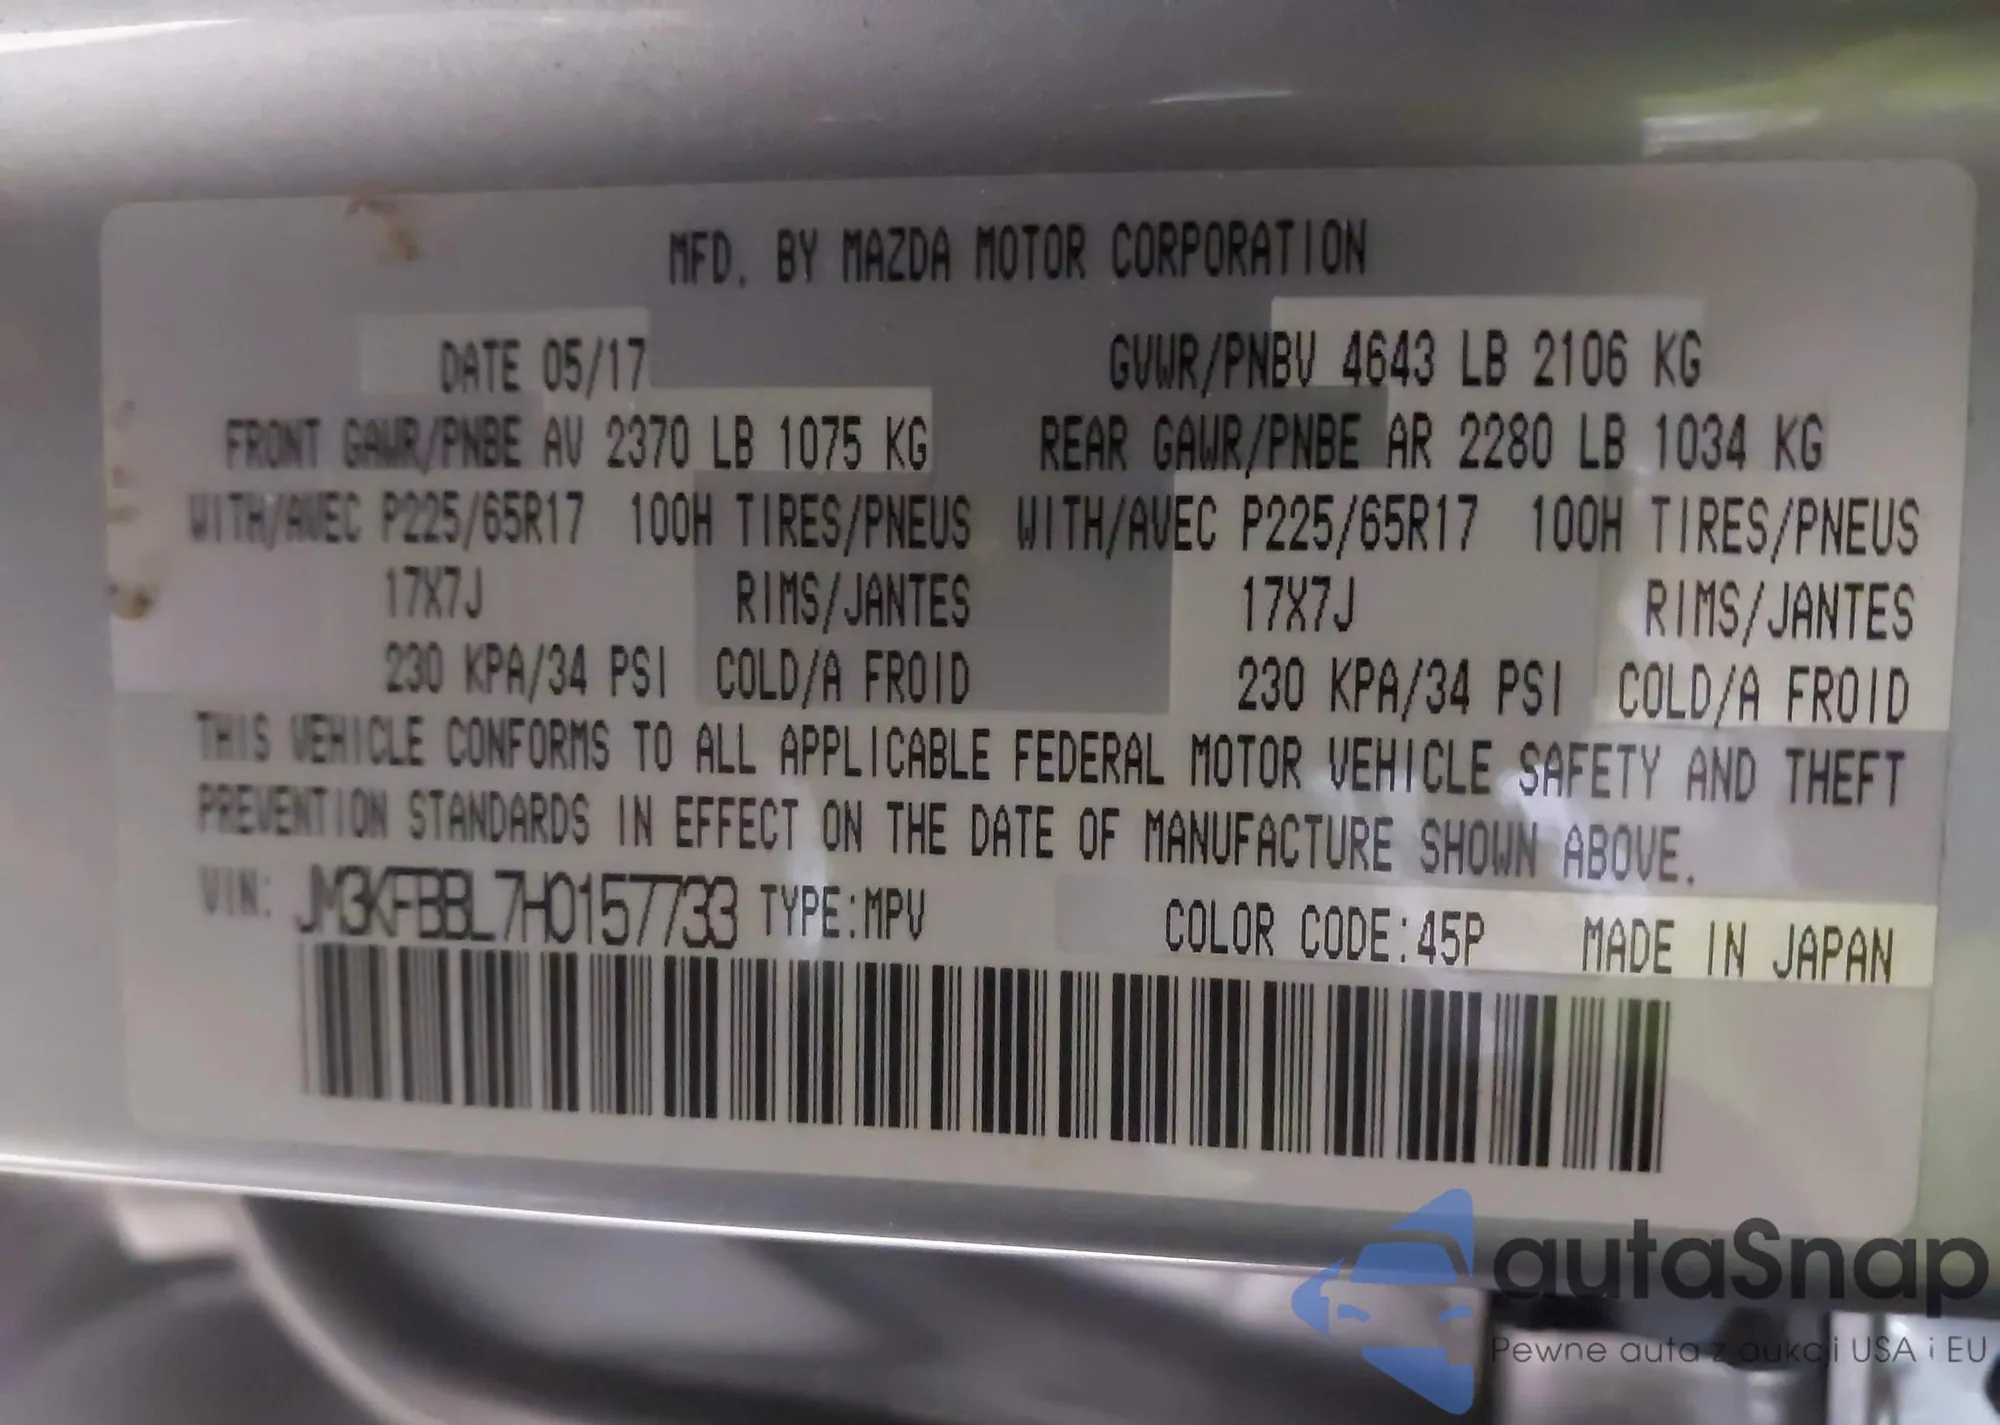 MFD. BY MAZDA MOTOR CORPORATION
DATE 05/17 GVWR/PNBV 4643 LB 2106 KG
FRONT GAWR/PNBE AV 2370 LB 1075 KG REAR GAWR/PNBE AR 2280 LB 1034 KG
WITH/AVEC P225/65R17 100H TIRES/PNEUS WITH/AVEC P225/65R17 100H TIRES/PNEUS
17X7J RIMS/JANTES 17X7J RIMS/JANTES
230 KPA/34 PSI COLD/A FROID 230 KPA/34 PSI COLD/A FROID
THIS VEHICLE CONFORMS TO ALL APPLICABLE FEDERAL MOTOR VEHICLE SAFETY AND THEFT
PREVENTION STANDARDS IN EFFECT ON THE DATE OF MANUFACTURE SHOWN ABOVE.
VIN: JM3KFBBL7H0157733 TYPE:MPV COLOR CODE:45P MADE IN JAPAN
autaSnap
Pewne auta z aukcji USA i EU